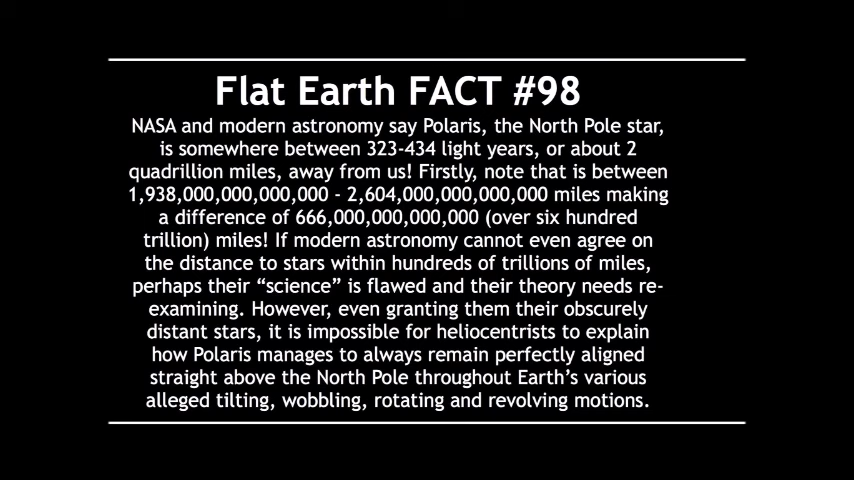 Flat Earth FACT #98
NASA and modern astronomy say Polaris, the North Pole star,
is somewhere between 323-434 light years, or about 2
quadrillion miles, away from us! Firstly, note that is between
1,938,000,000,000,000 - 2,604,000,000,000,000 miles making
a difference of 666,000,000,000,000 (over six hundred
trillion) miles! If modern astronomy cannot even agree on
the distance to stars within hundreds of trillions of miles,
perhaps their “science” is flawed and their theory needs re-
examining. However, even granting them their obscurely
distant stars, it is impossible for heliocentrists to explain
how Polaris manages to always remain perfectly aligned
straight above the North Pole throughout Earth’s various
alleged tilting, wobbling, rotating and revolving motions.